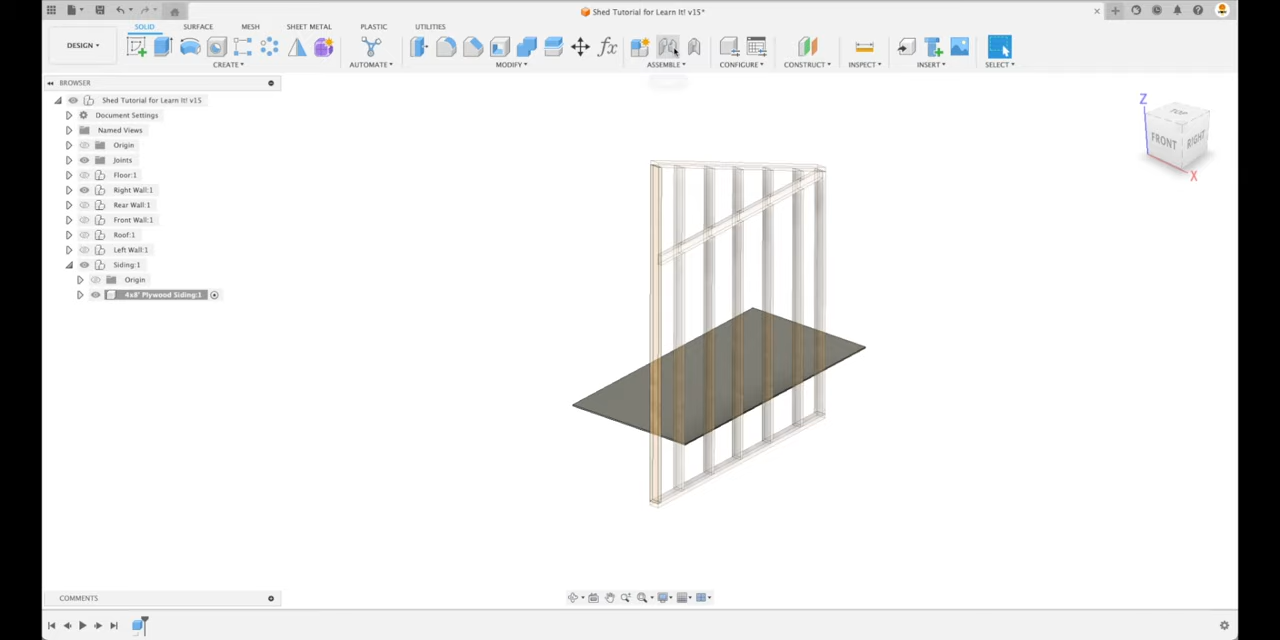 Shed Tutorial for Learn It! v15*
SOLID SURFACE MESH SHEET METAL PLASTIC UTILITIES
DESIGN
CREATE AUTOMATE MODIFY ASSEMBLE CONFIGURE CONSTRUCT INSPECT INSERT SELECT
BROWSER
Shed Tutorial for Learn It! v15
Document Settings
Named Views
Origin
Joints
Floor:1
Right Wall:1
Rear Wall:1
Front Wall:1
Roof:1
Left Wall:1
Siding:1
Origin
4x8' Plywood Siding:1
Z
TOP
FRONT
RIGHT
X
COMMENTS